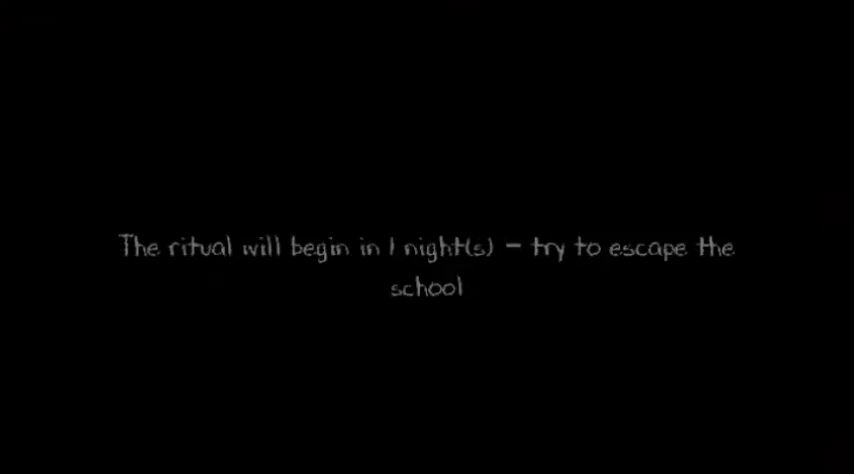 The ritual will begin in 1 night(s) - try to escape the
school